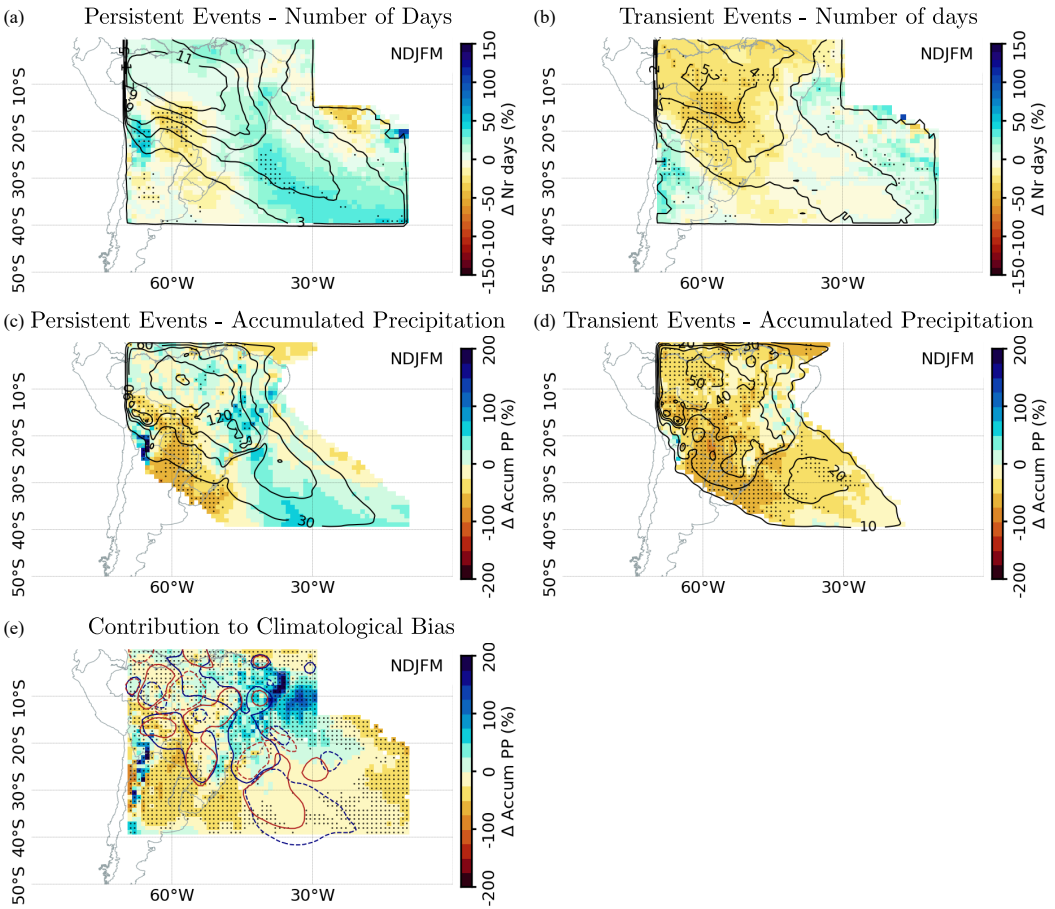 (a) Persistent Events - Number of Days
NDJFM
11
9
3
10°S
20°S
30°S
40°S
50°S
60°W
30°W
150
100
50
0
-50
-100
-150
Δ Nr days (%)
(b) Transient Events - Number of days
NDJFM
5
4
1
10°S
20°S
30°S
40°S
50°S
60°W
30°W
150
100
50
0
-50
-100
-150
Δ Nr days (%)
(c) Persistent Events - Accumulated Precipitation
NDJFM
120
30
10°S
20°S
30°S
40°S
50°S
60°W
30°W
200
100
0
-100
-200
Δ Accum PP (%)
(d) Transient Events - Accumulated Precipitation
NDJFM
50
40
20
10
10°S
20°S
30°S
40°S
50°S
60°W
30°W
200
100
0
-100
-200
Δ Accum PP (%)
(e) Contribution to Climatological Bias
NDJFM
10°S
20°S
30°S
40°S
50°S
60°W
30°W
200
100
0
-100
-200
Δ Accum PP (%)